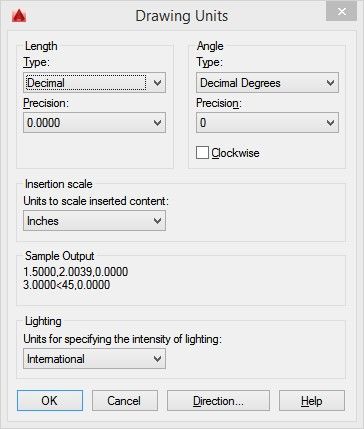 Drawing Units
Length
Type:
Decimal
Precision:
0.0000
Angle
Type:
Decimal Degrees
Precision:
0
Clockwise
Insertion scale
Units to scale inserted content:
Inches
Sample Output
1.5000,2.0039,0.0000
3.0000<45,0.0000
Lighting
Units for specifying the intensity of lighting:
International
OK Cancel Direction... Help